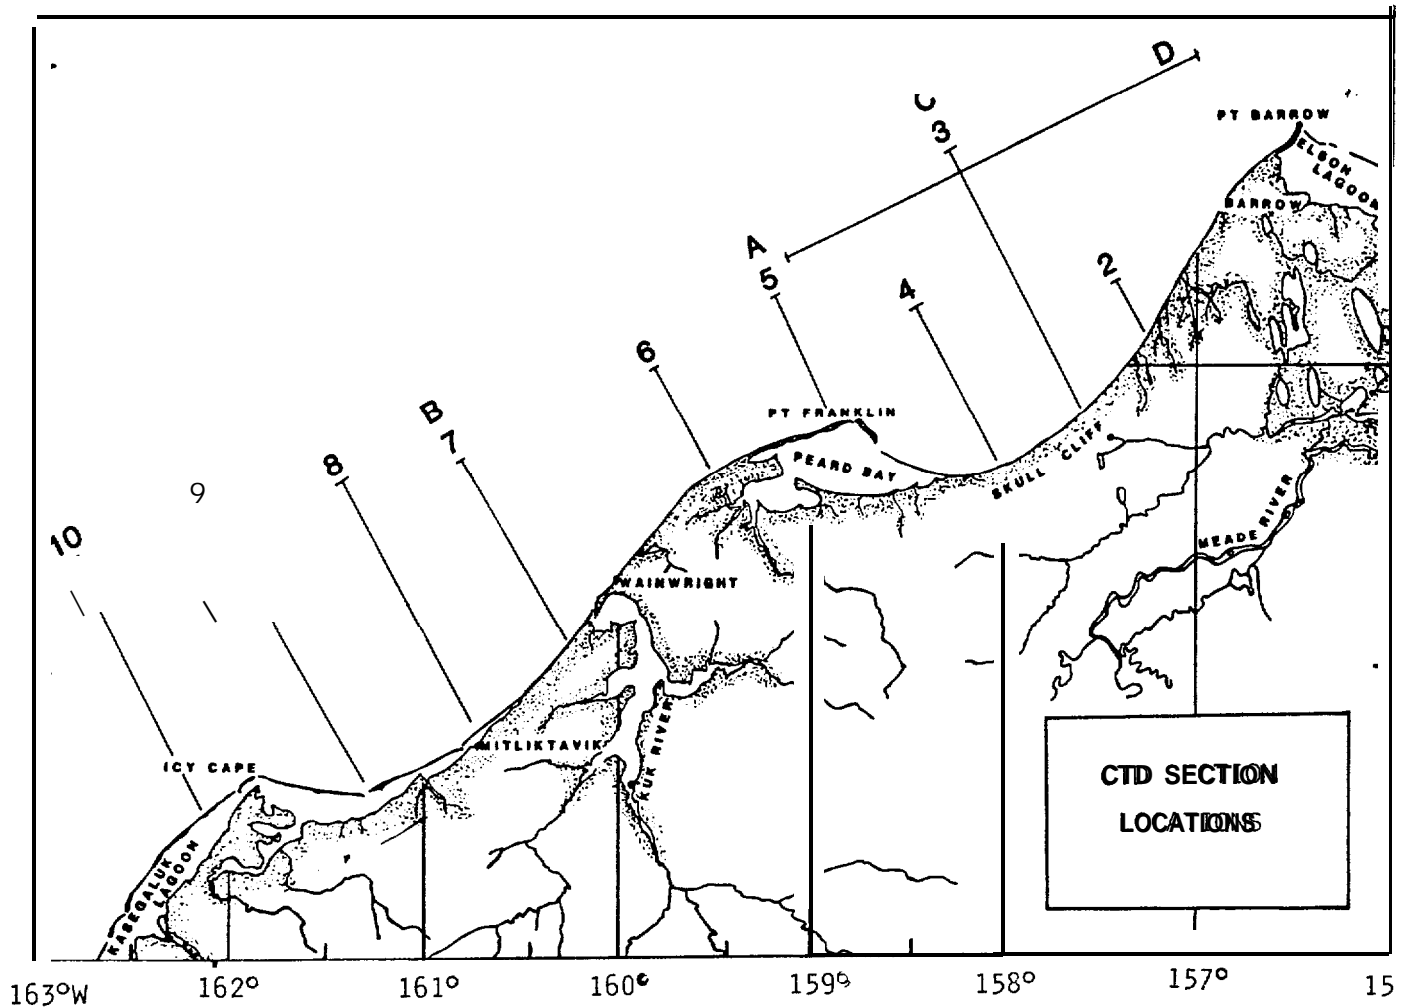 D
C
3
PT BARROW
ELSON
LAGOON
BARROW
A
5
4
2
6
B
7
8
9
10
PT FRANKLIN
PEARD BAY
SKULL CLIFF
MEADE RIVER
WAINWRIGHT
MITLIKTAVIK
KUK RIVER
ICY CAPE
KASEGALUK
LAGOON
CTD SECTION
LOCATIONS
163°W 162° 161° 160° 159° 158° 157° 15